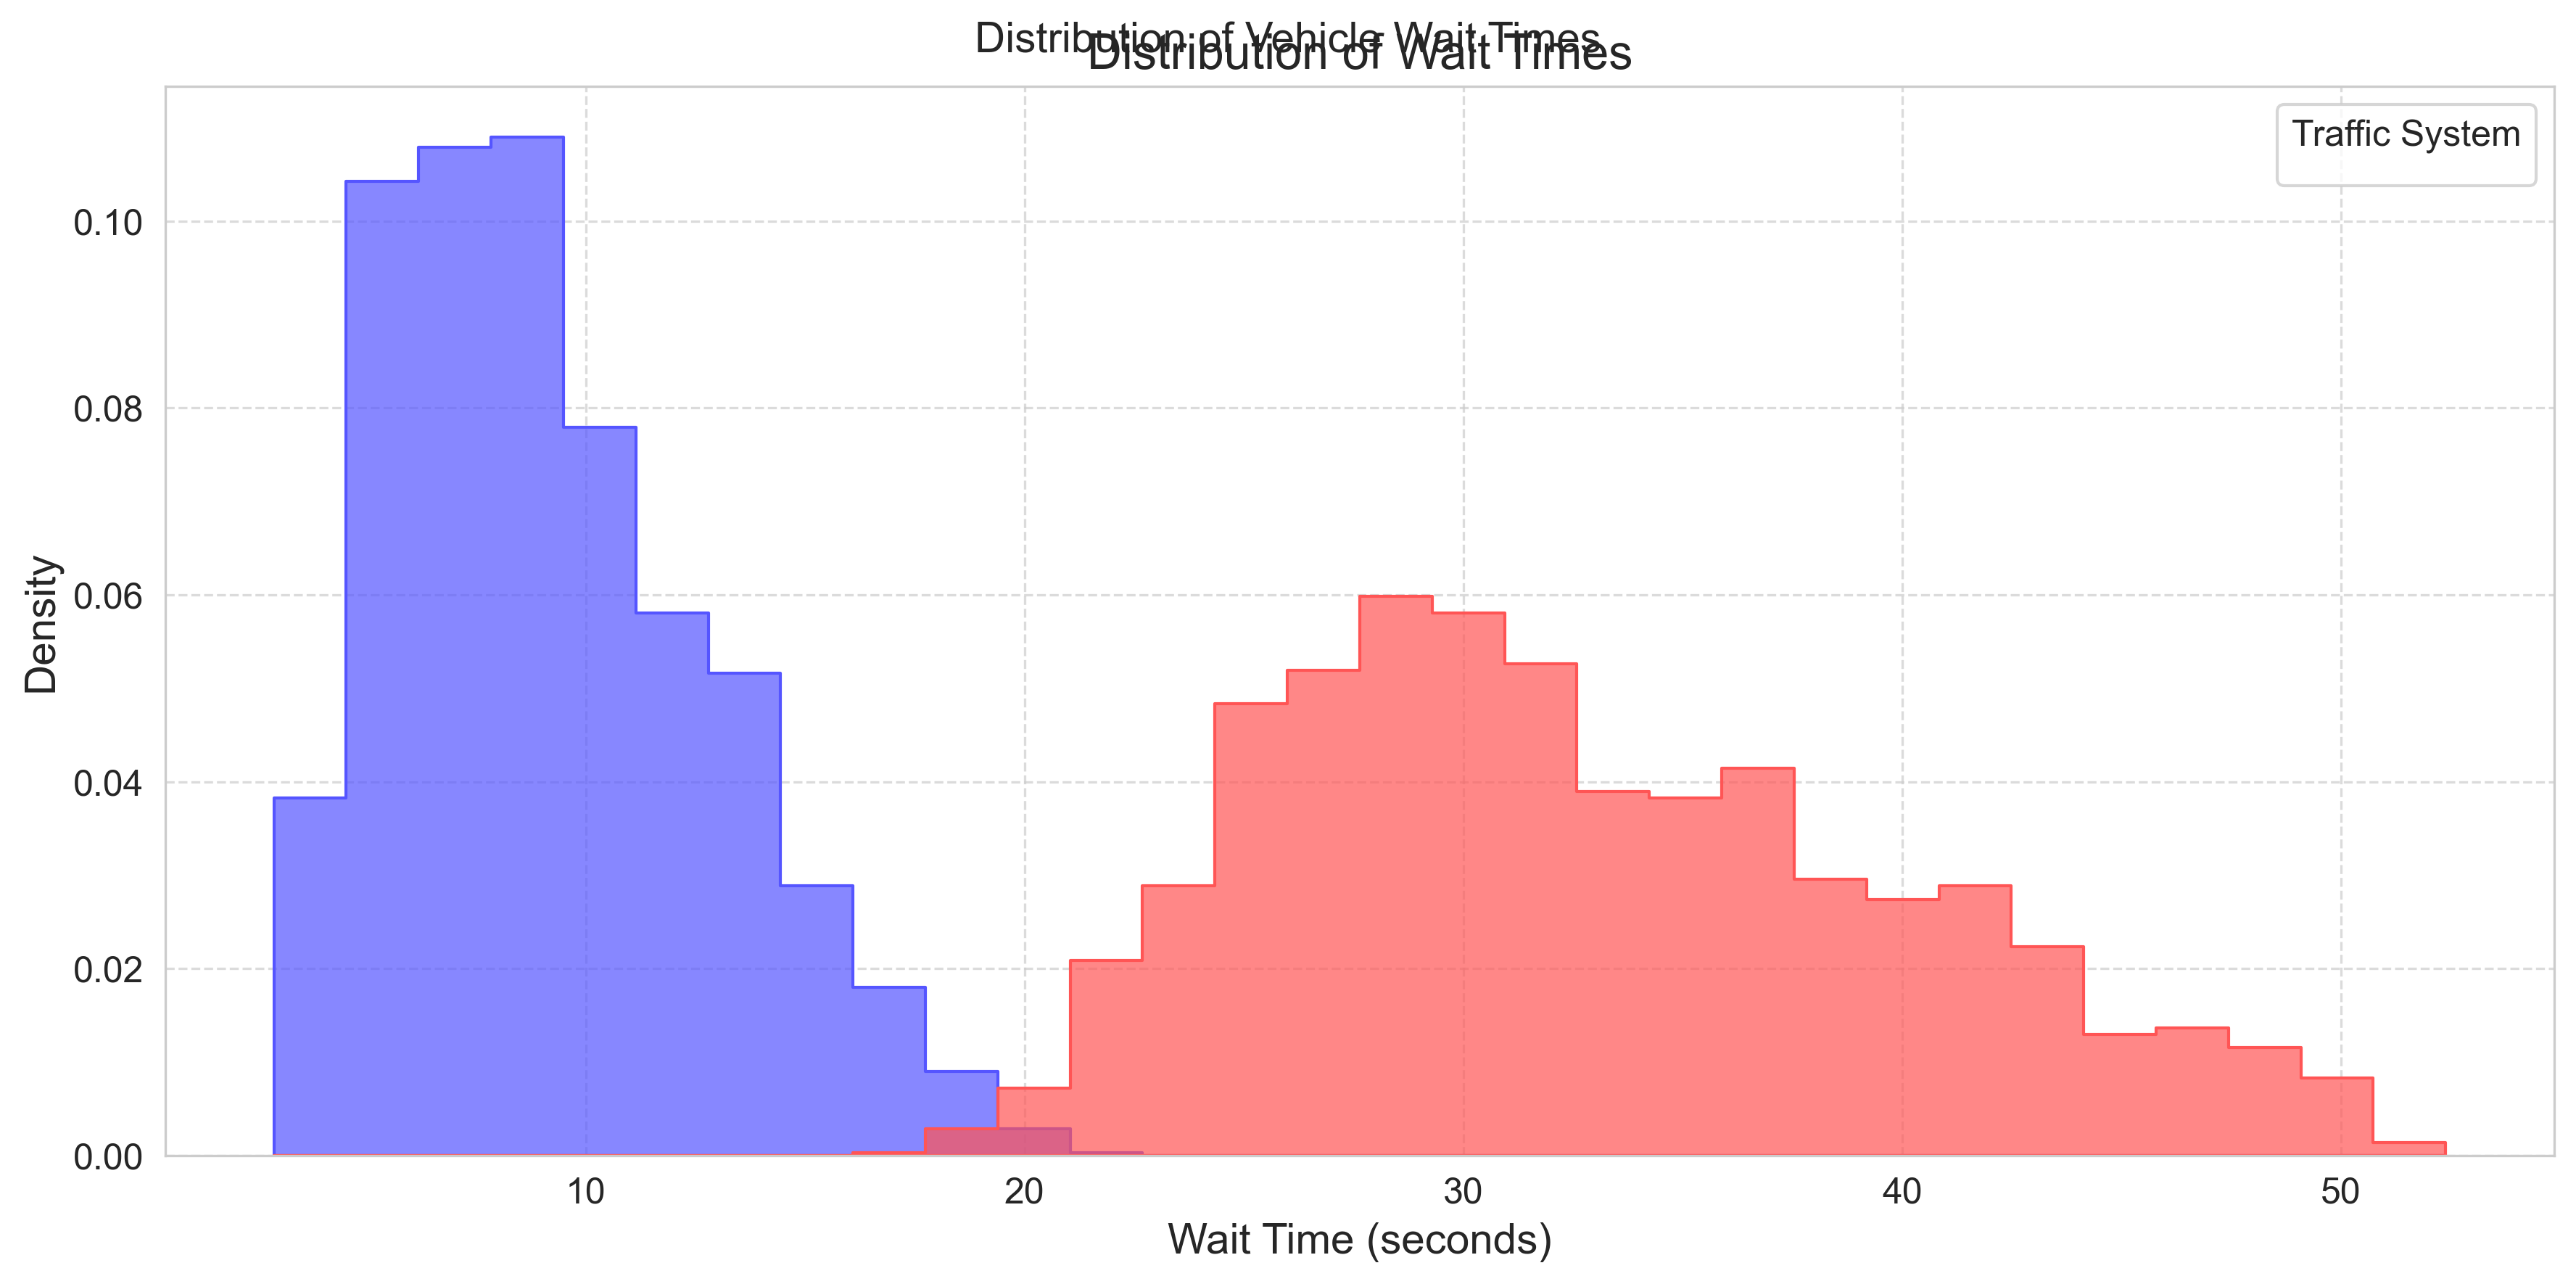 Distribution of Vehicle Wait Times
Distribution of Wait Times
Traffic System
0.10
0.08
0.06
0.04
0.02
0.00
Density
10 20 30 40 50
Wait Time (seconds)